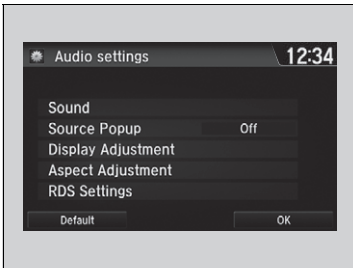 Audio settings 12:34
Sound
Source Popup Off
Display Adjustment
Aspect Adjustment
RDS Settings
Default OK